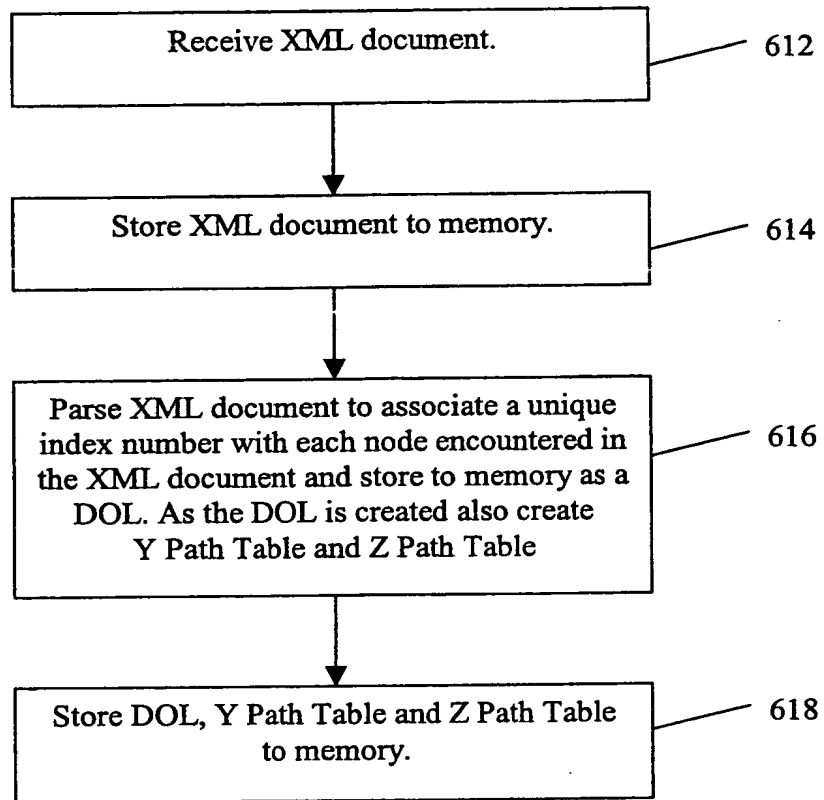 Receive XML document.
612
Store XML document to memory.
614
Parse XML document to associate a unique
index number with each node encountered in
the XML document and store to memory as a
DOL. As the DOL is created also create
Y Path Table and Z Path Table
616
Store DOL, Y Path Table and Z Path Table
to memory.
618